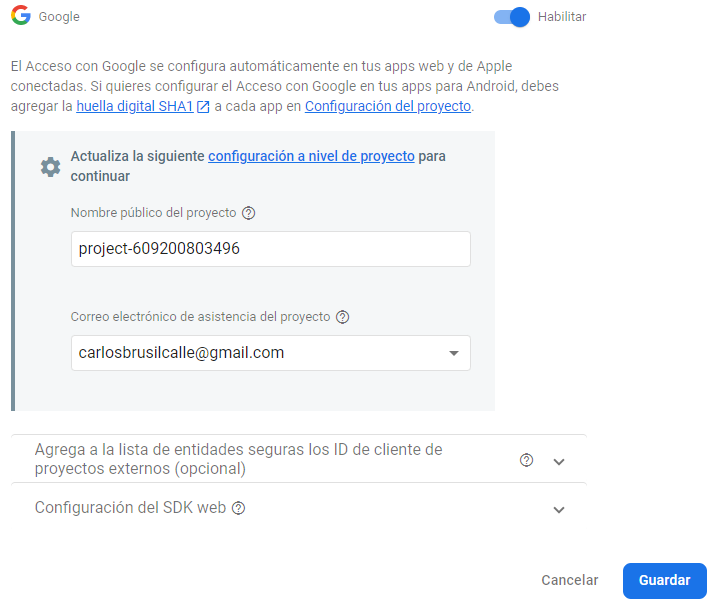 Google
Habilitar
El Acceso con Google se configura automáticamente en tus apps web y de Apple
conectadas. Si quieres configurar el Acceso con Google en tus apps para Android, debes
agregar la huella digital SHA1 a cada app en Configuración del proyecto.
Actualiza la siguiente configuración a nivel de proyecto para
continuar
Nombre público del proyecto
project-609200803496
Correo electrónico de asistencia del proyecto
carlosbrusilcalle@gmail.com
Agrega a la lista de entidades seguras los ID de cliente de
proyectos externos (opcional)
Configuración del SDK web
Cancelar
Guardar